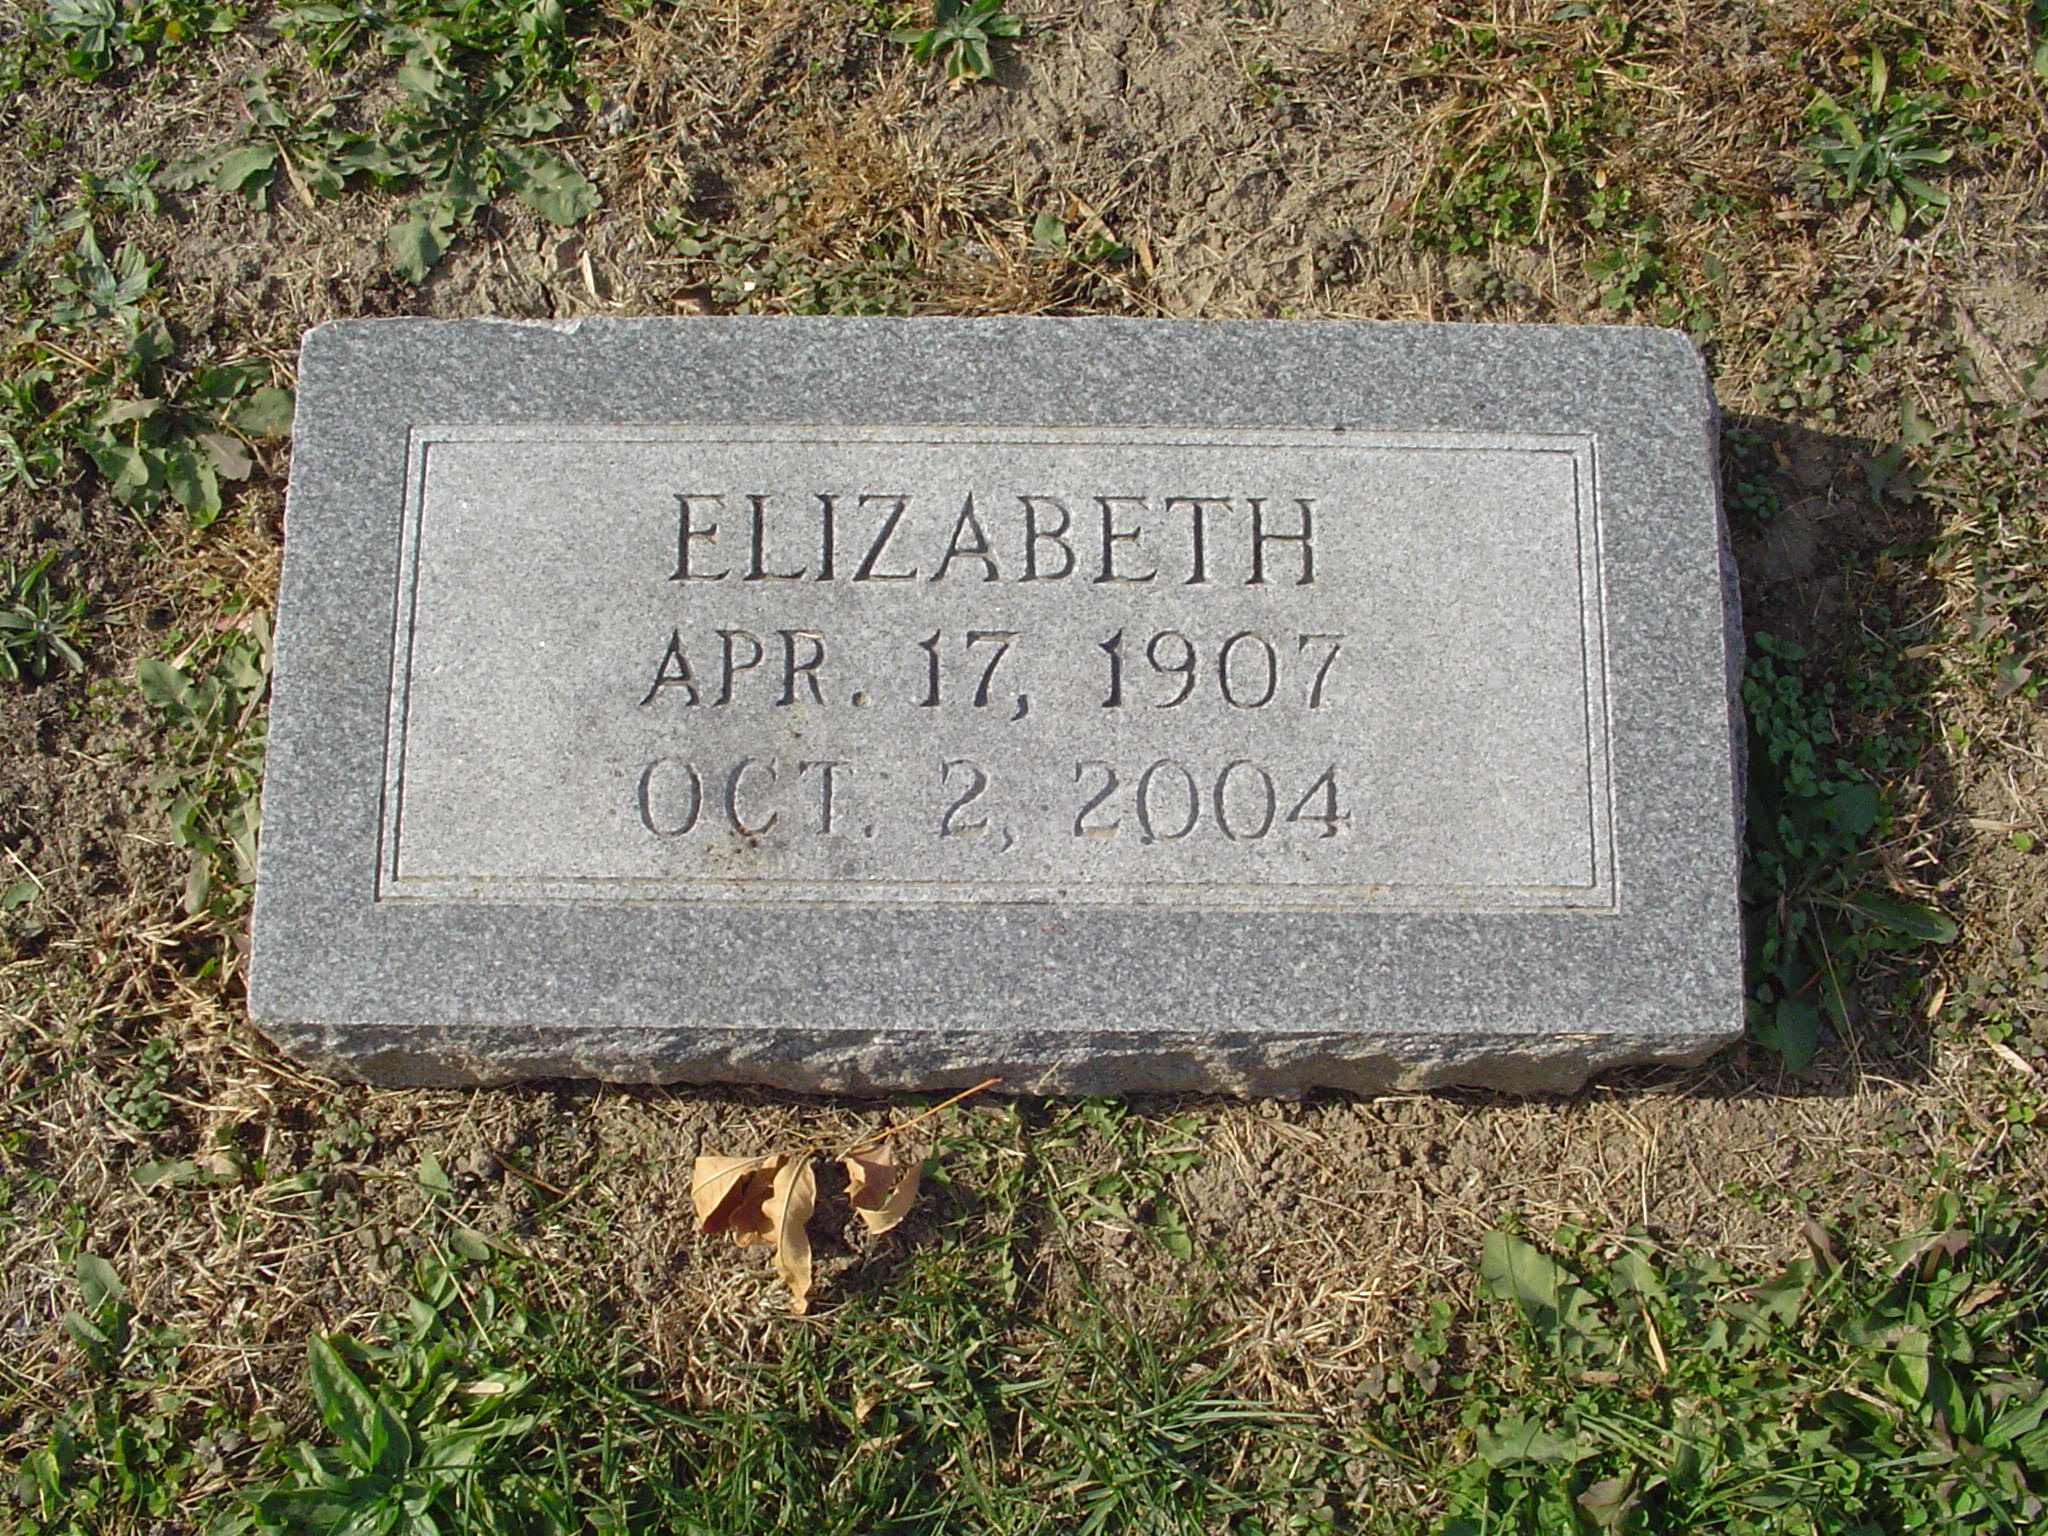 ELIZABETH
APR. 17, 1907
OCT. 2, 2004